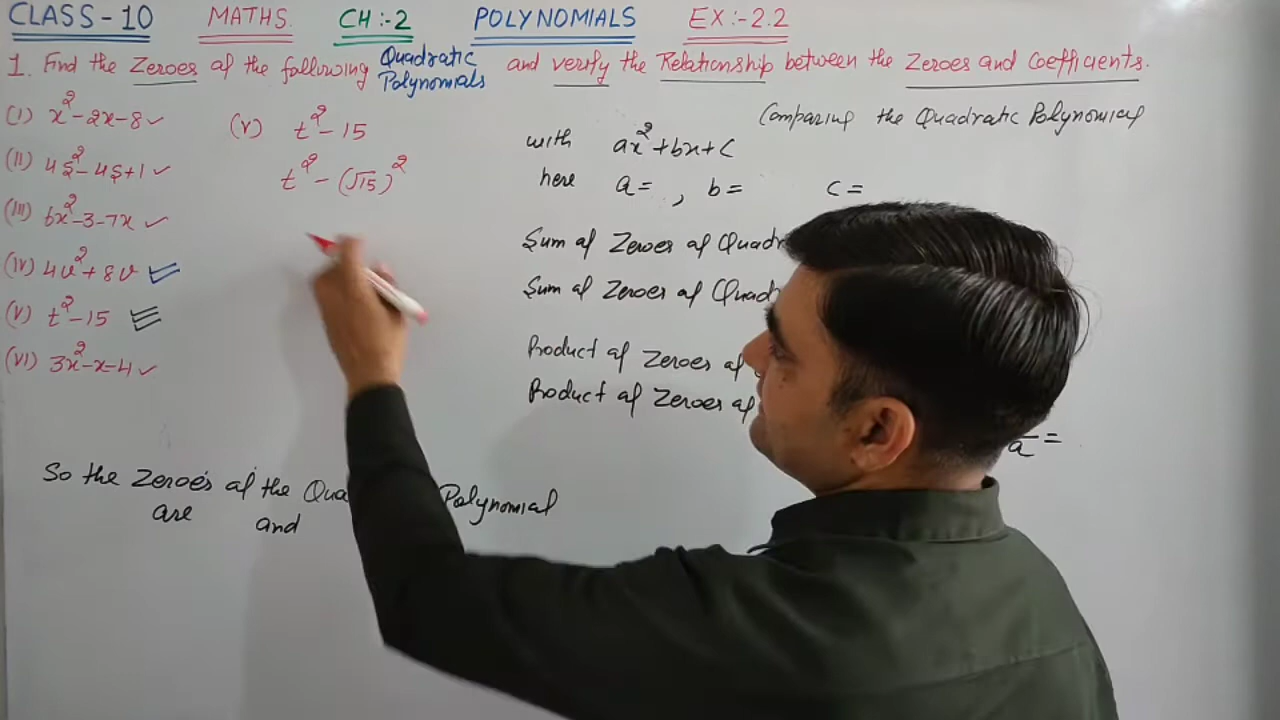 CLASS-10 MATHS. CH:-2 POLYNOMIALS EX:-2.2
1. Find the Zeroes of the following Quadratic Polynomials and verify the Relationship between the Zeroes and Coefficients.
(I) x²-2x-8✓
(II) 4s²-4s+1✓
(III) 6x²-3-7x✓
(IV) 4u²+8u
(V) t²-15
(VI) 3x²-x-4✓
(V) t²-15
t²-(√15)²
Comparing the Quadratic Polynomial
with ax²+bx+c
here a= , b= c=
Sum of Zeroes of
Sum of Zeroes of
Product of Zeroes of
Product of Zeroes of
a =
So the Zeroe's of the Polynomial
are and